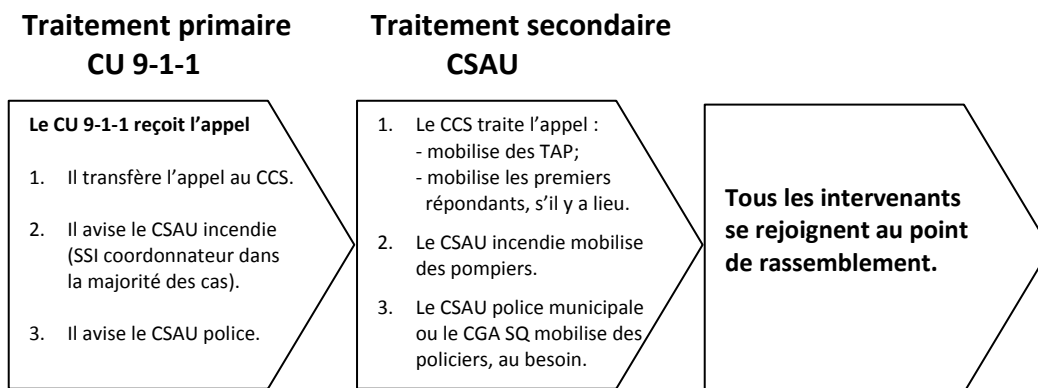 Traitement primaire
CU 9-1-1
Traitement secondaire
CSAU
Le CU 9-1-1 reçoit l'appel
1. Il transfère l'appel au CCS.
2. Il avise le CSAU incendie
(SSI coordonnateur dans
la majorité des cas).
3. Il avise le CSAU police.
1. Le CCS traite l'appel :
- mobilise des TAP;
- mobilise les premiers
répondants, s'il y a lieu.
2. Le CSAU incendie mobilise
des pompiers.
3. Le CSAU police municipale
ou le CGA SQ mobilise des
policiers, au besoin.
Tous les intervenants
se rejoignent au point
de rassemblement.